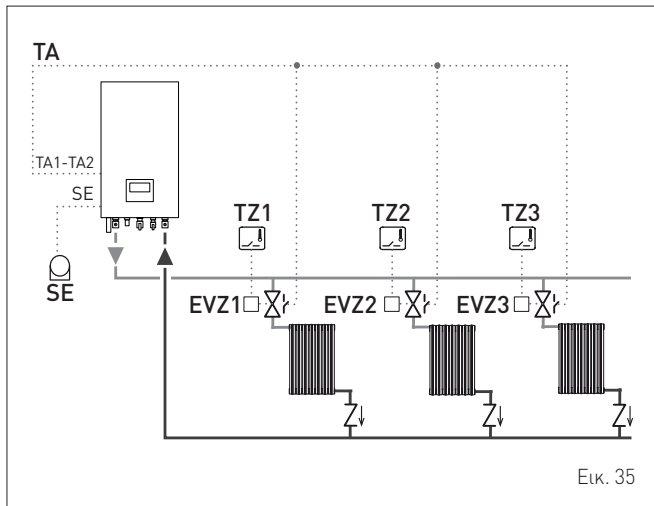 TA
TA1-TA2
SE
SE
TZ1
TZ2
TZ3
EVZ1
EVZ2
EVZ3
Εικ. 35